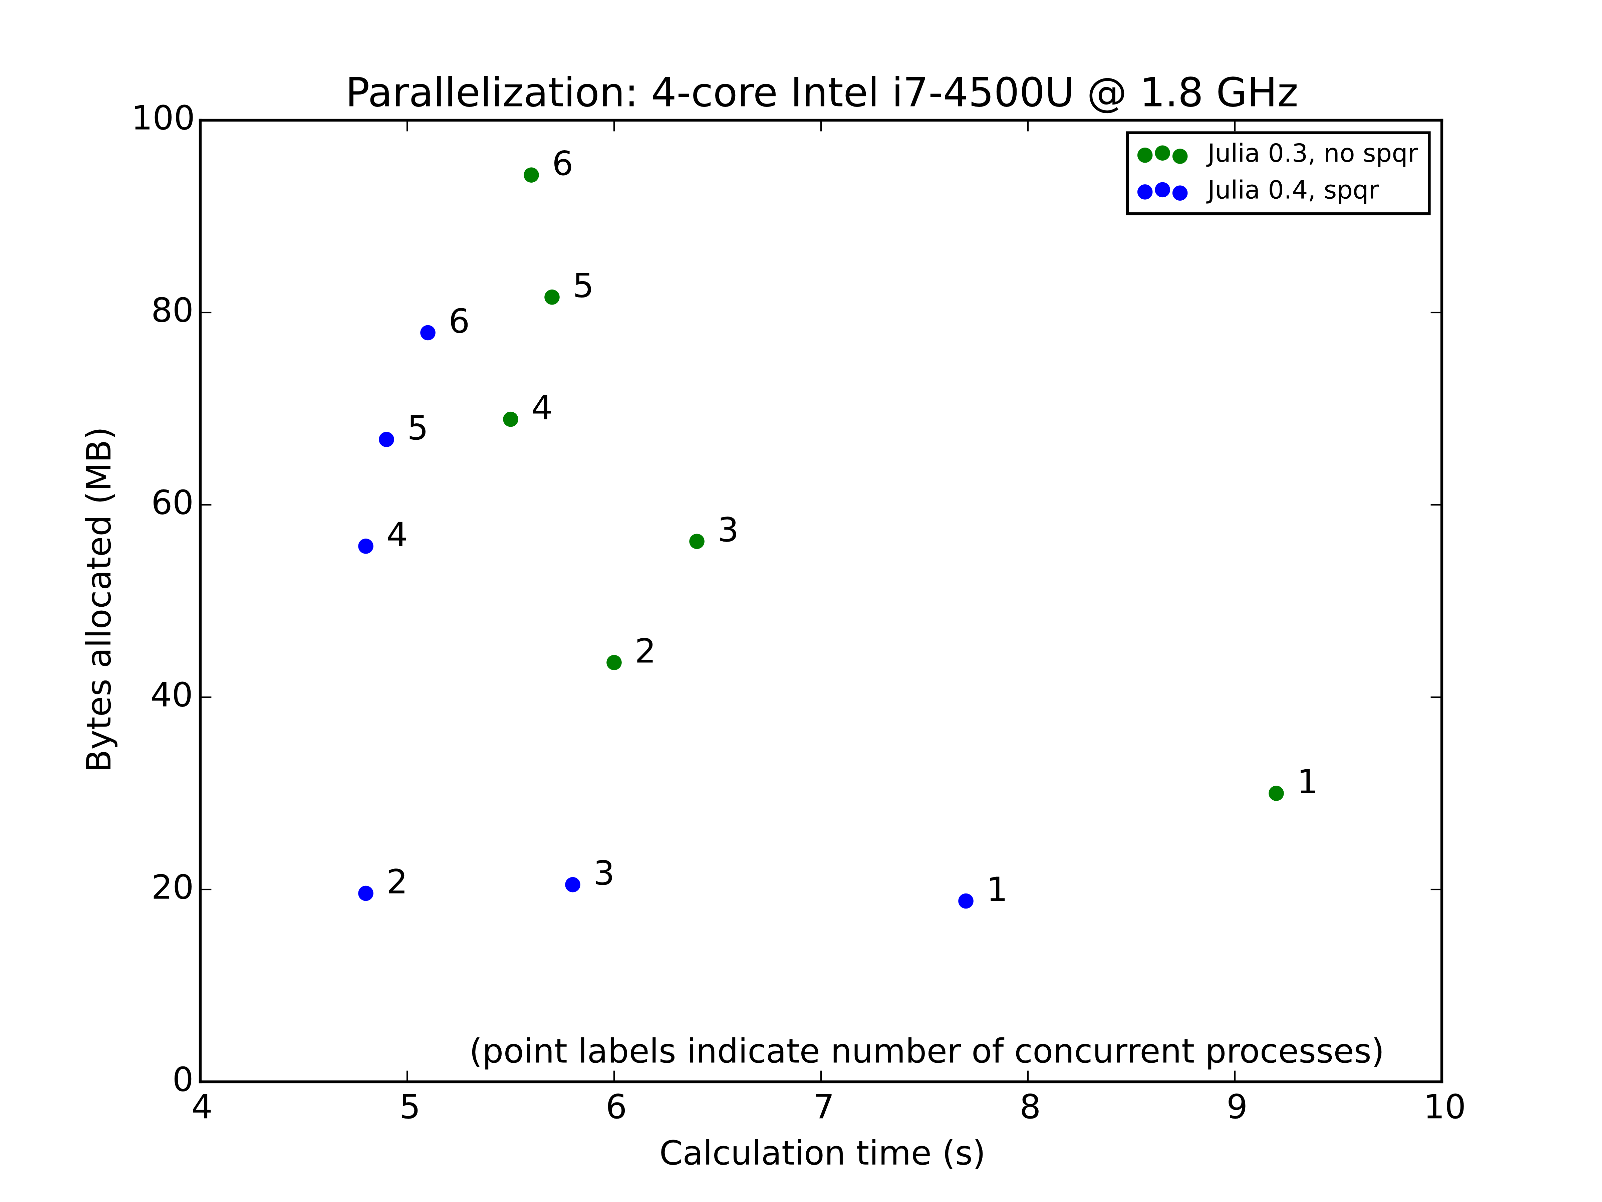 Parallelization: 4-core Intel i7-4500U @ 1.8 GHz
Julia 0.3, no spqr
Julia 0.4, spqr
100
80
60
40
20
0
Bytes allocated (MB)
6
5
6
4
5
3
4
2
1
3
2
1
(point labels indicate number of concurrent processes)
4 5 6 7 8 9 10
Calculation time (s)